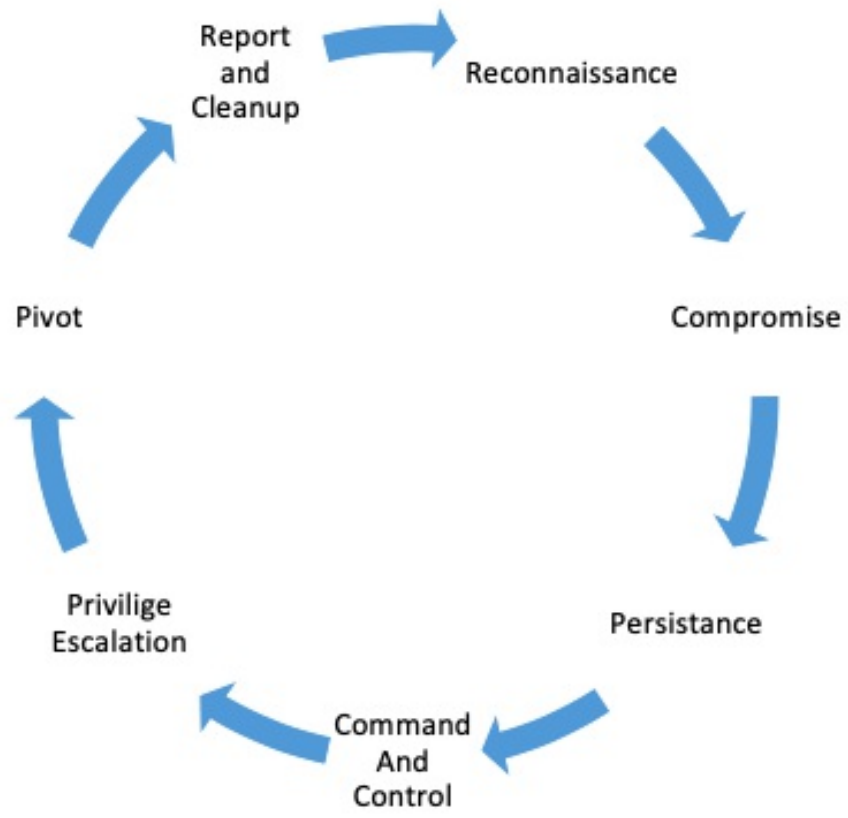 Report
and
Cleanup
Reconnaissance
Compromise
Persistance
Command
And
Control
Privilige
Escalation
Pivot